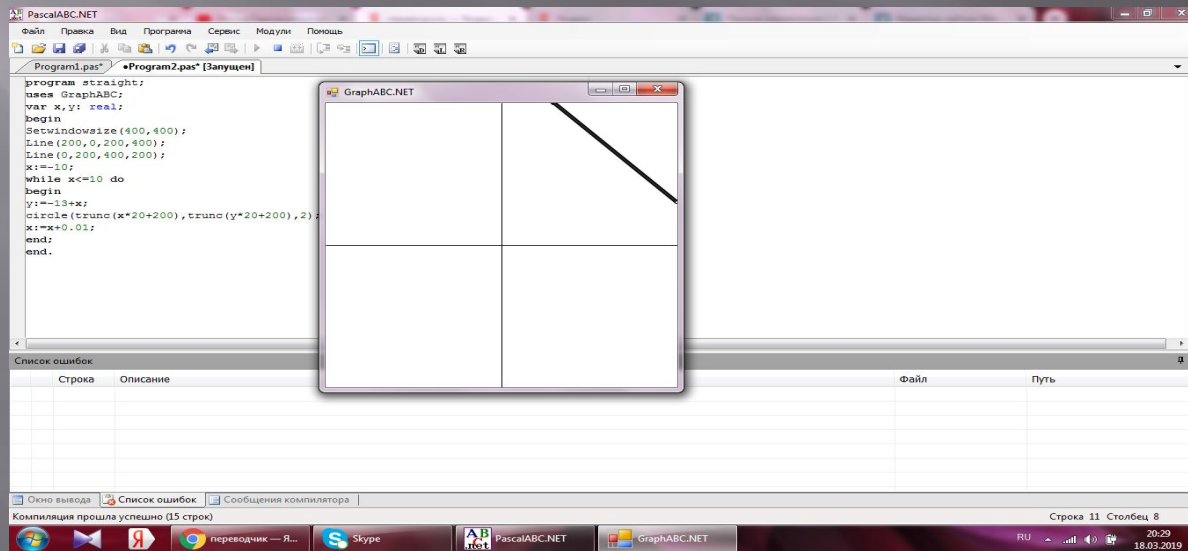 PascalABC.NET
Файл Правка Вид Программа Сервис Модули Помощь
Program1.pas* •Program2.pas* [Запущен]
program straight;
uses GraphABC;
var x,y: real;
begin
Setwindowsize(400,400);
Line(200,0,200,400);
Line(0,200,400,200);
x:=-10;
while x<=10 do
begin
y:=-13+x;
circle(trunc(x*20+200),trunc(y*20+200),2);
x:=x+0.01;
end;
end.
GraphABC.NET
Список ошибок
Строка Описание Файл Путь
Окно вывода Список ошибок Сообщения компилятора
Компиляция прошла успешно (15 строк) Строка 11 Столбец 8
переводчик — Я... Skype PascalABC.NET GraphABC.NET RU 20:29
18.03.2019